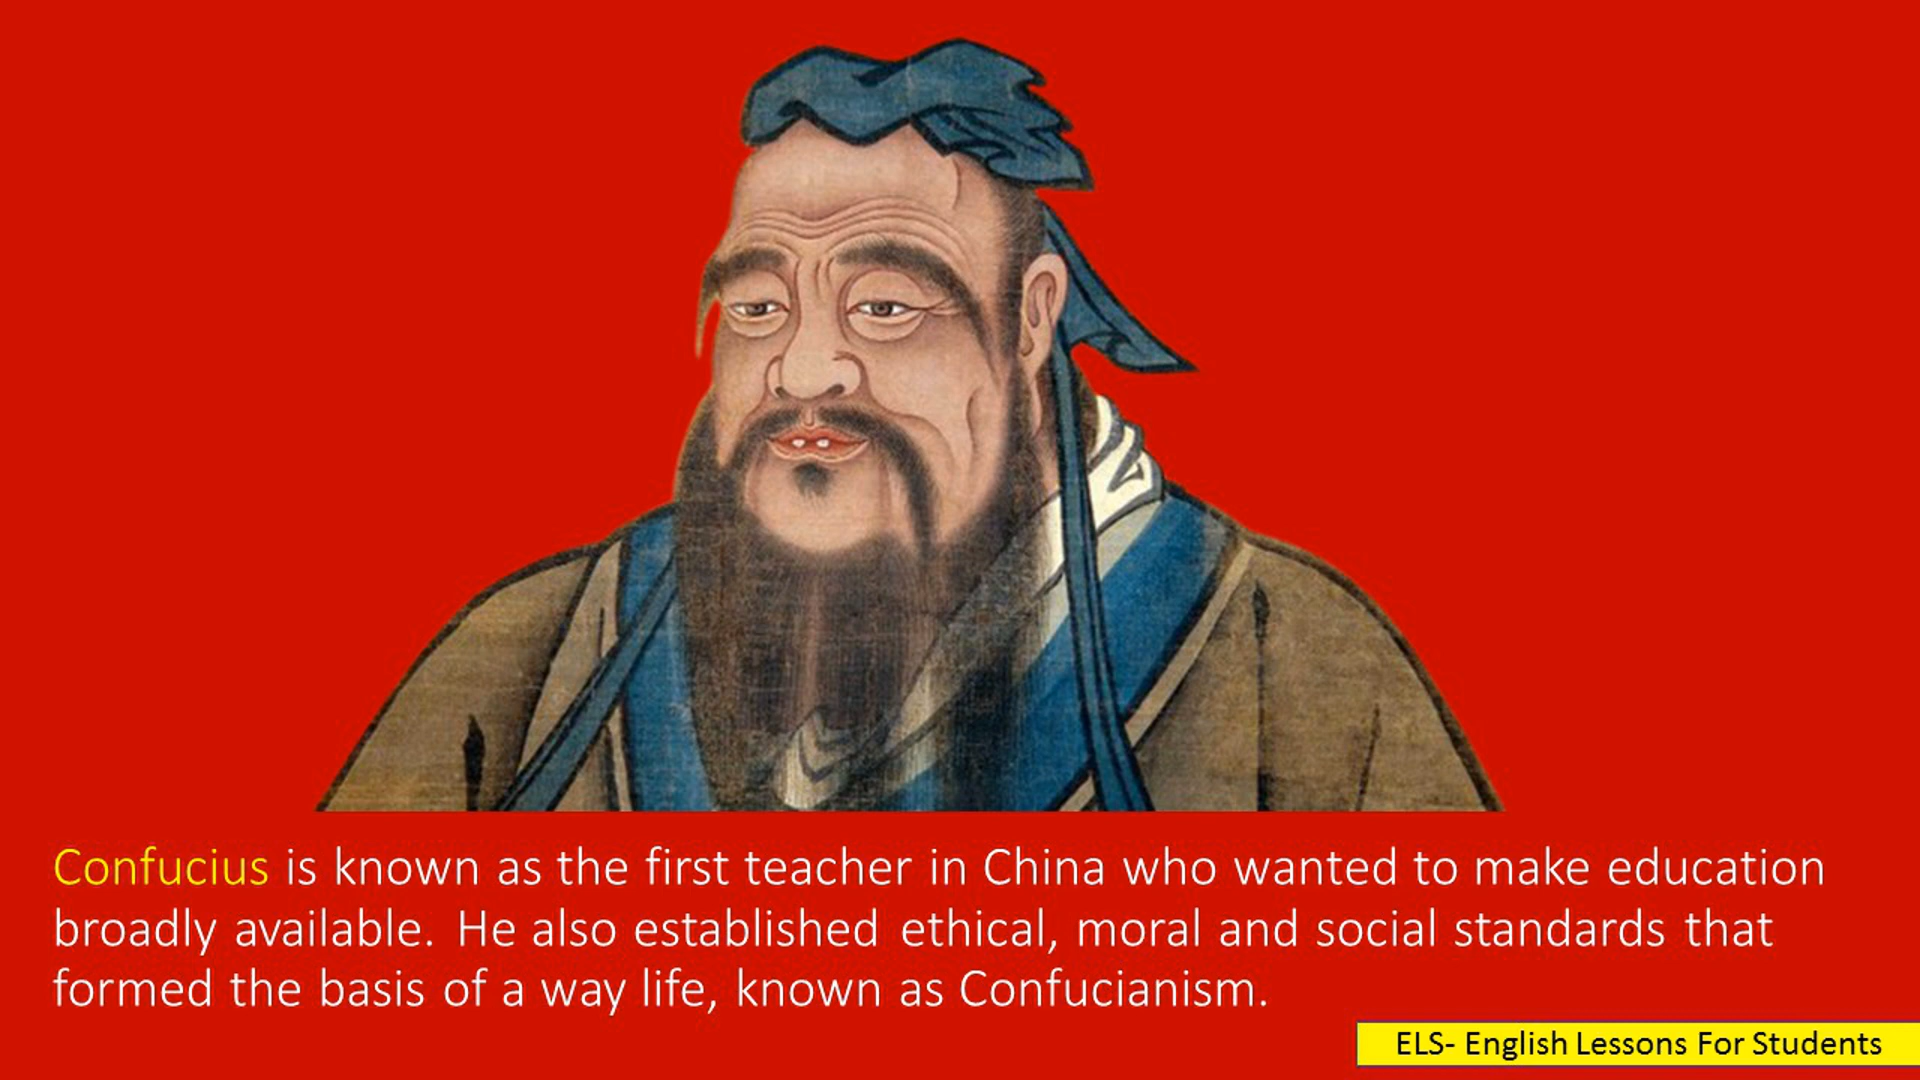 Confucius is known as the first teacher in China who wanted to make education
broadly available. He also established ethical, moral and social standards that
formed the basis of a way life, known as Confucianism.
ELS- English Lessons For Students